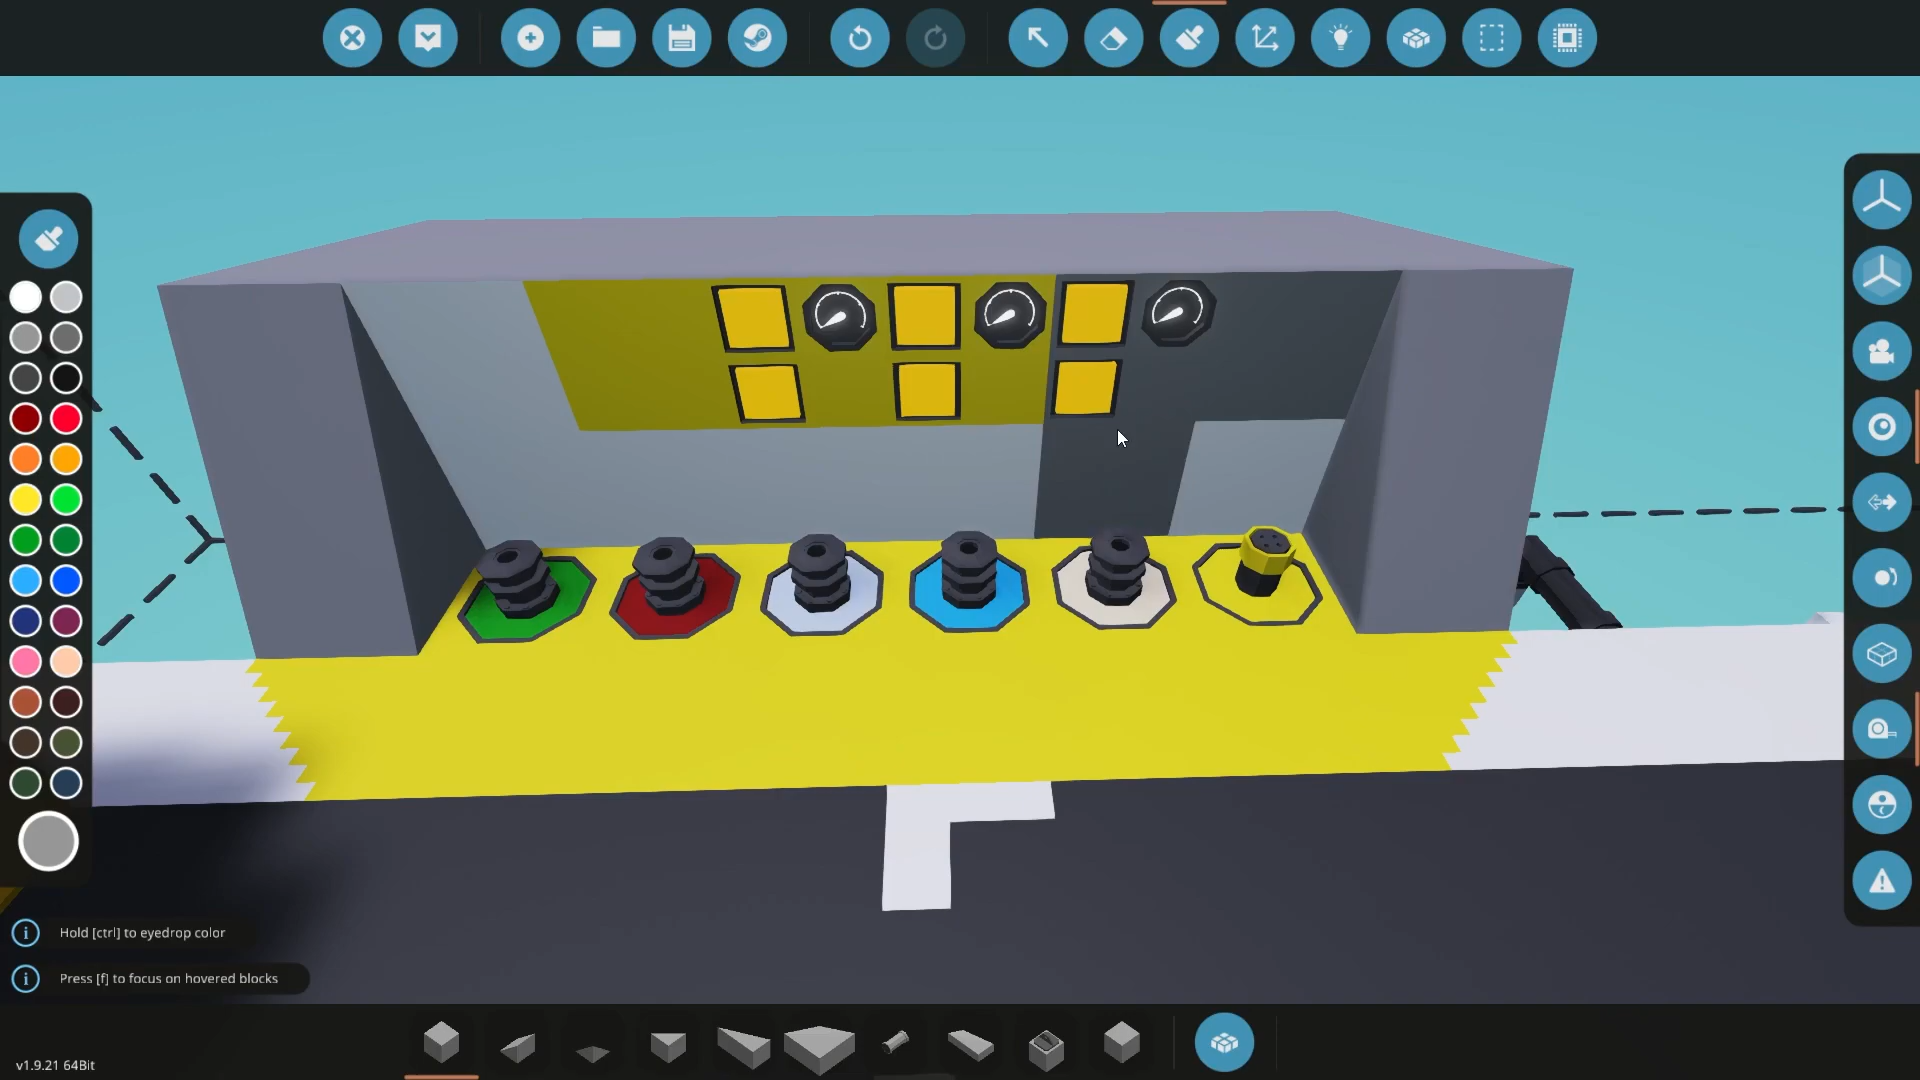 Hold [ctrl] to eyedrop color
Press [f] to focus on hovered blocks
v1.9.21 64Bit